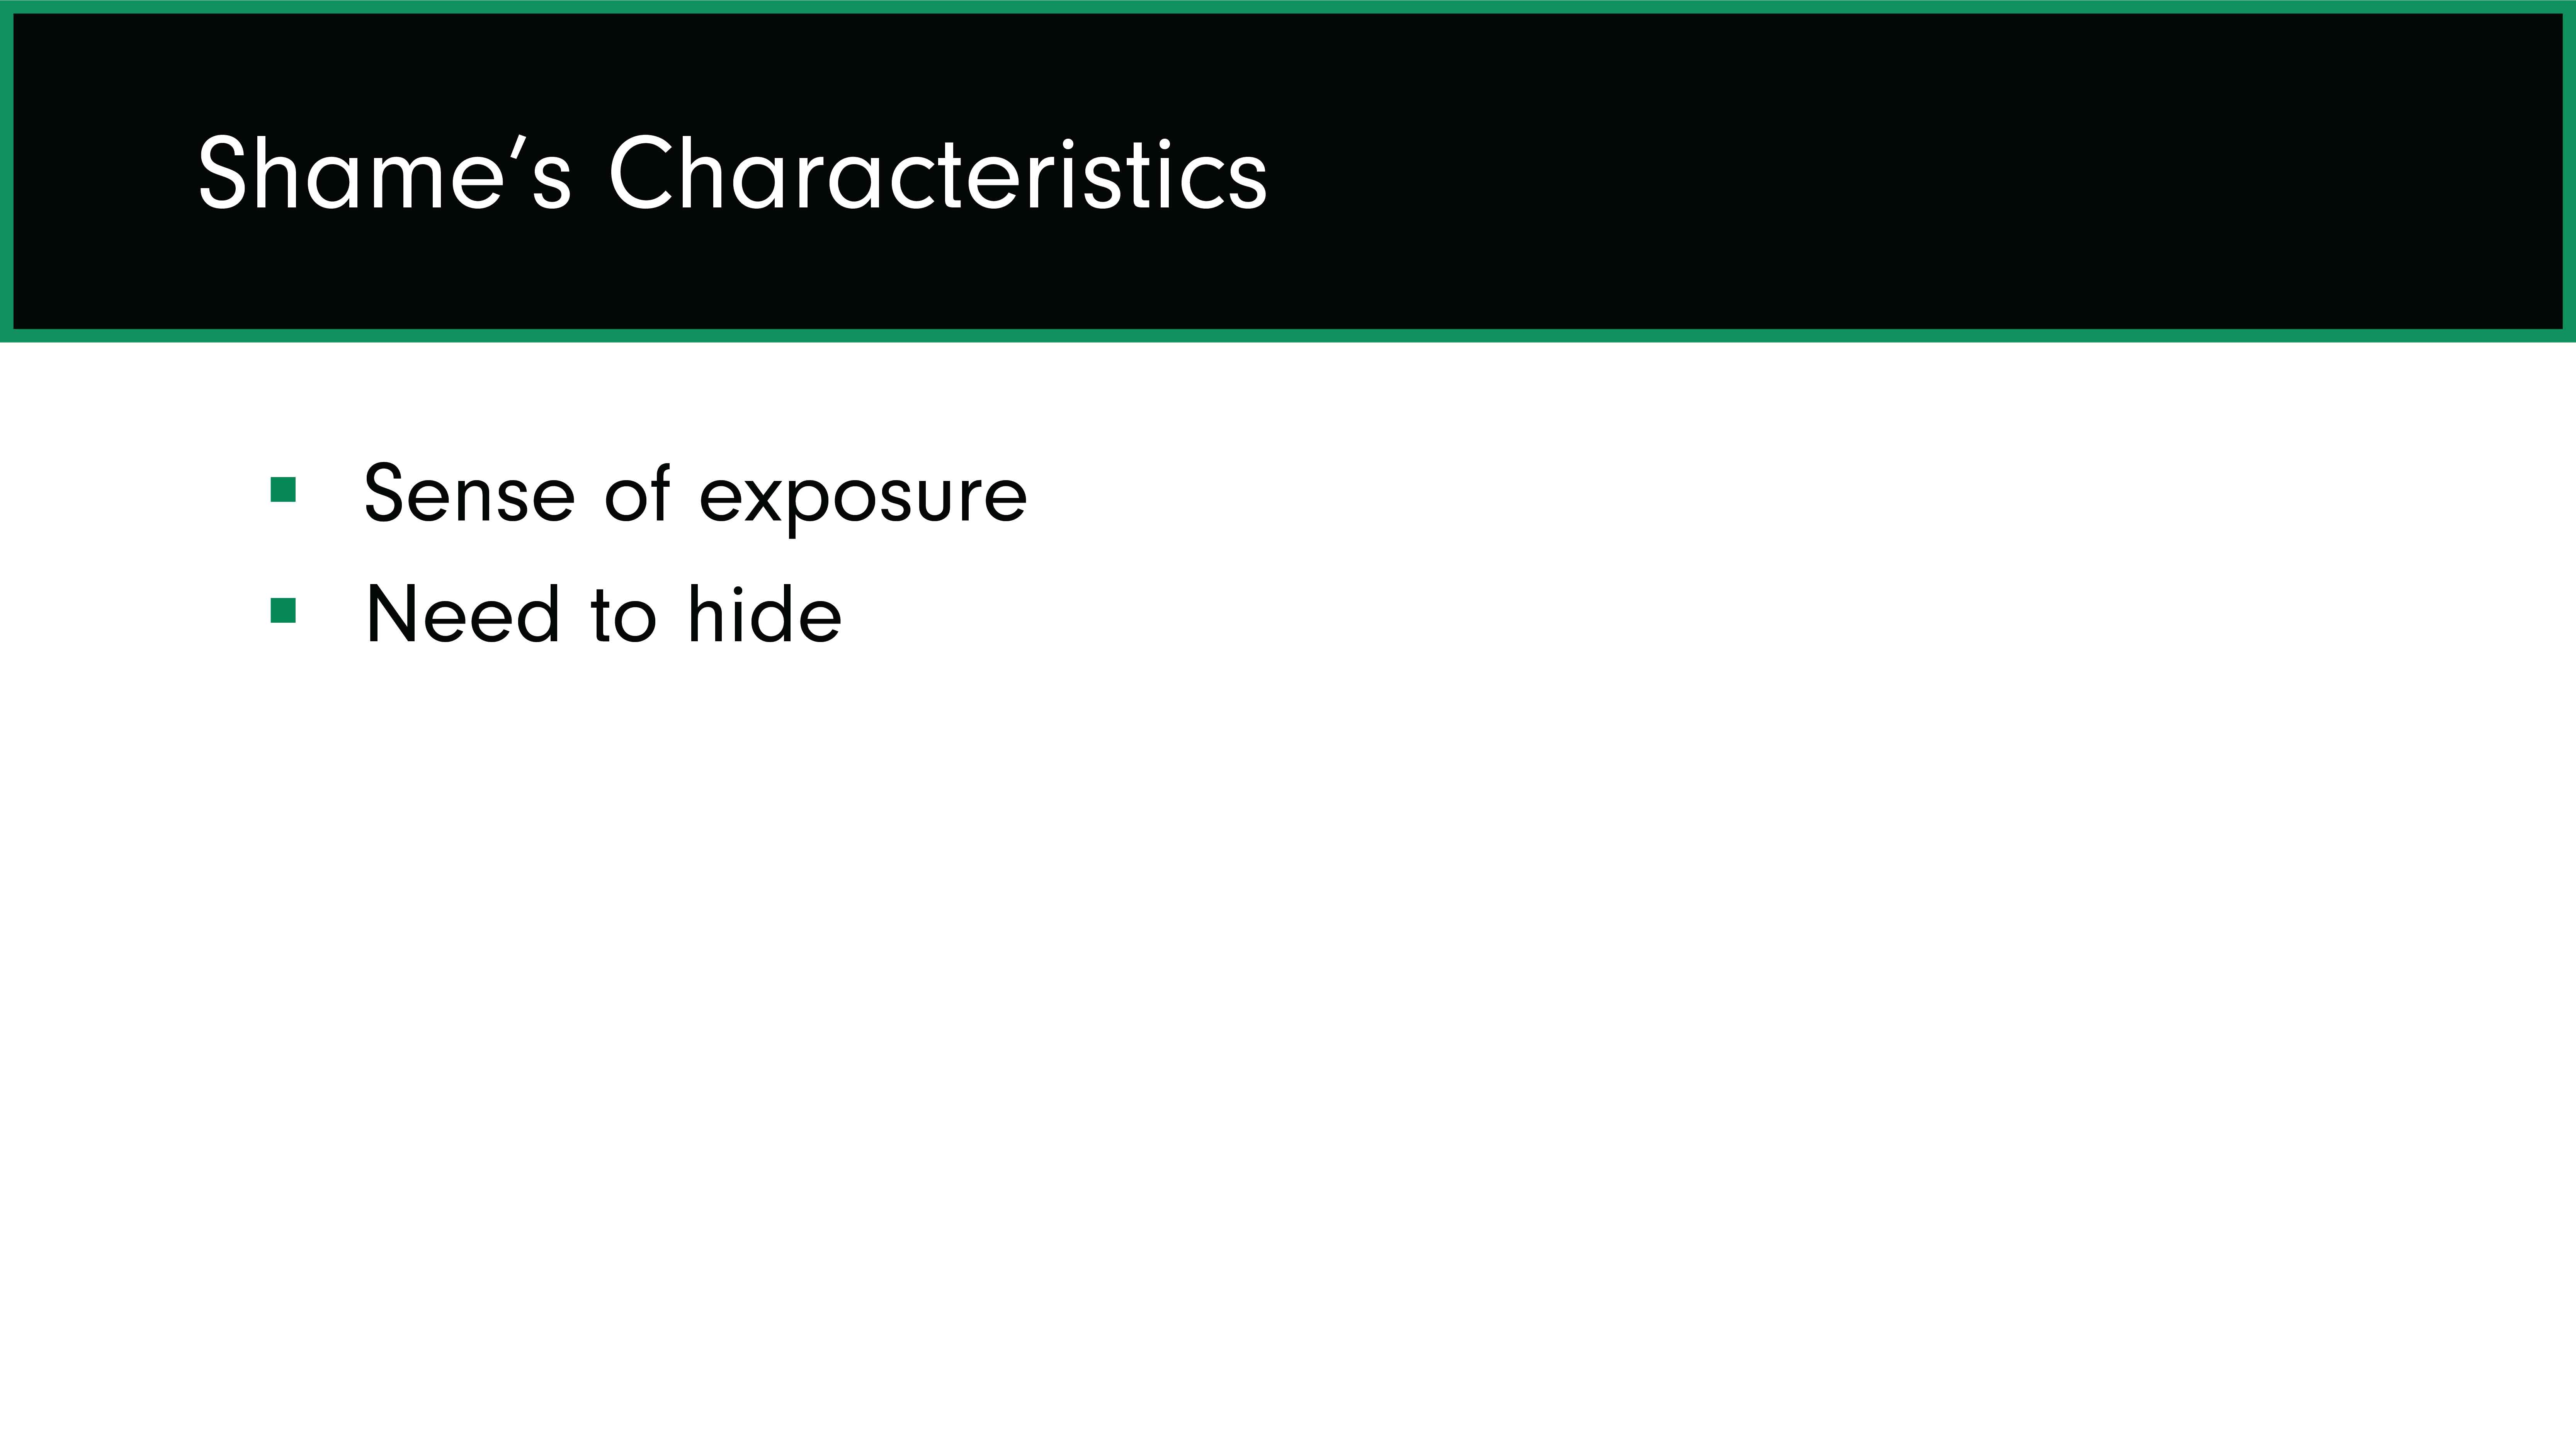 Shame’s Characteristics
▪ Sense of exposure
▪ Need to hide